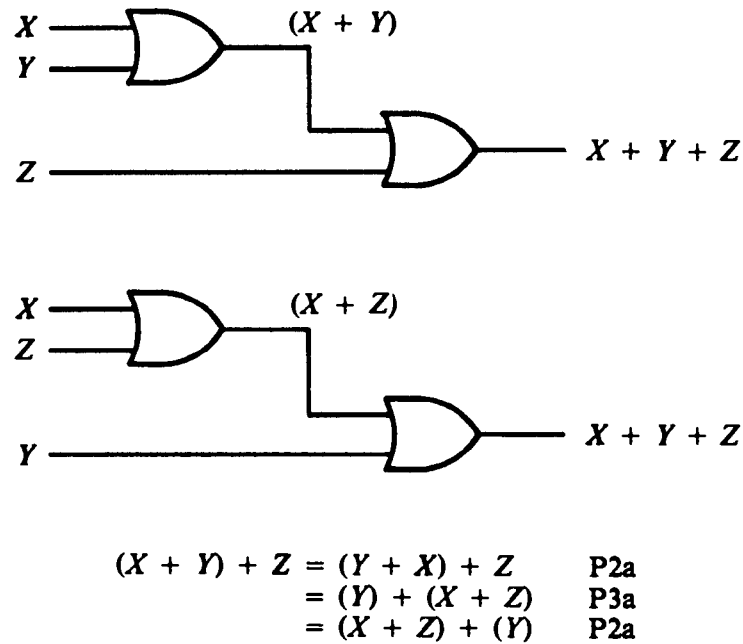 X
(X + Y)
Y
X + Y + Z
Z
X
(X + Z)
Z
X + Y + Z
Y
(X + Y) + Z = (Y + X) + Z P2a
= (Y) + (X + Z) P3a
= (X + Z) + (Y) P2a